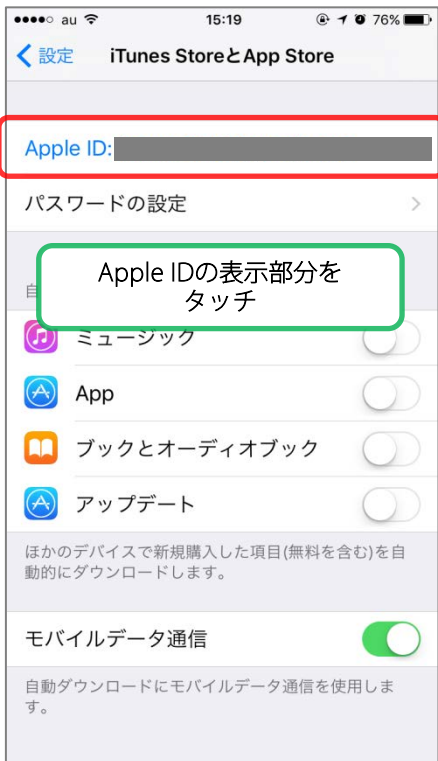 au 15:19 76%
設定 iTunes StoreとApp Store
Apple ID:
パスワードの設定
Apple IDの表示部分を
タッチ
自
ミュージック
App
ブックとオーディオブック
アップデート
ほかのデバイスで新規購入した項目(無料を含む)を自
動的にダウンロードします。
モバイルデータ通信
自動ダウンロードにモバイルデータ通信を使用しま
す。